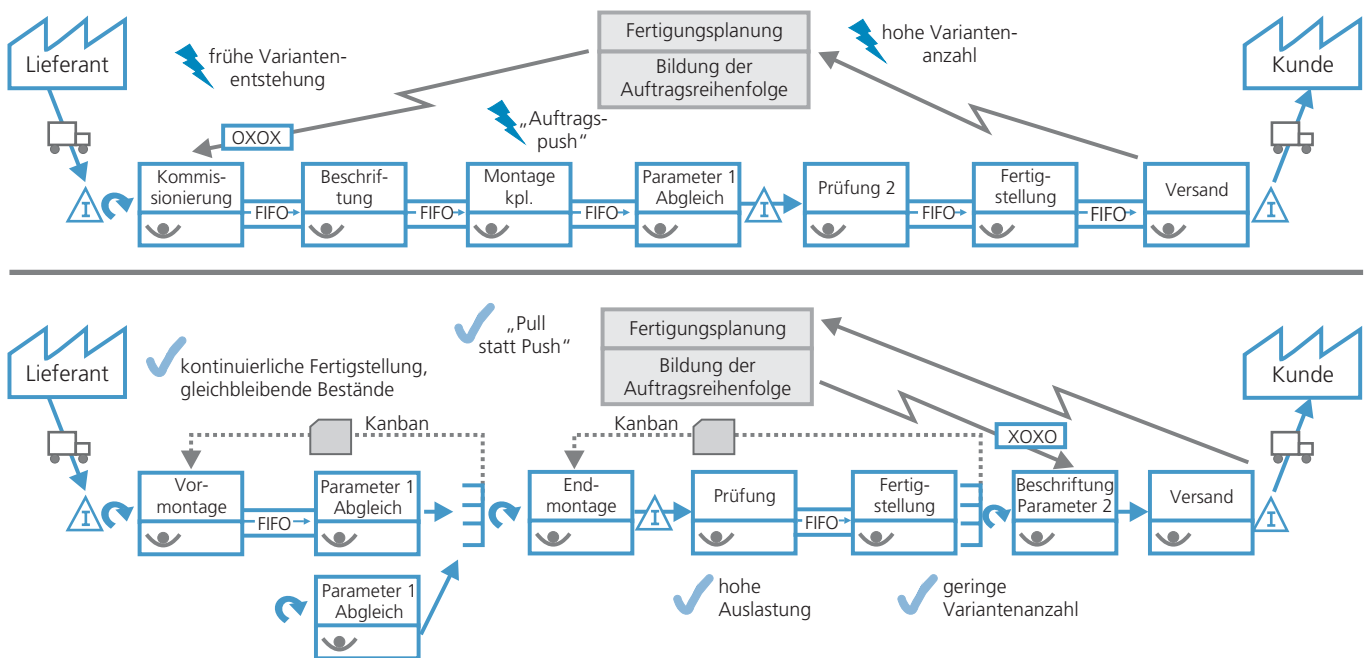 Lieferant
frühe Varianten-
entstehung
Fertigungsplanung
Bildung der
Auftragsreihenfolge
hohe Varianten-
anzahl
Kunde
OXOX
„Auftrags-
push“
I
Kommis-
sionierung
FIFO
Beschrif-
tung
FIFO
Montage
kpl.
FIFO
Parameter 1
Abgleich
I
Prüfung 2
FIFO
Fertig-
stellung
FIFO
Versand
I
Lieferant
kontinuierliche Fertigstellung,
gleichbleibende Bestände
„Pull
statt Push“
Fertigungsplanung
Bildung der
Auftragsreihenfolge
Kunde
Kanban
Kanban
XOXO
I
Vor-
montage
FIFO
Parameter 1
Abgleich
End-
montage
I
Prüfung
FIFO
Fertig-
stellung
Beschriftung
Parameter 2
Versand
I
Parameter 1
Abgleich
hohe
Auslastung
geringe
Variantenanzahl